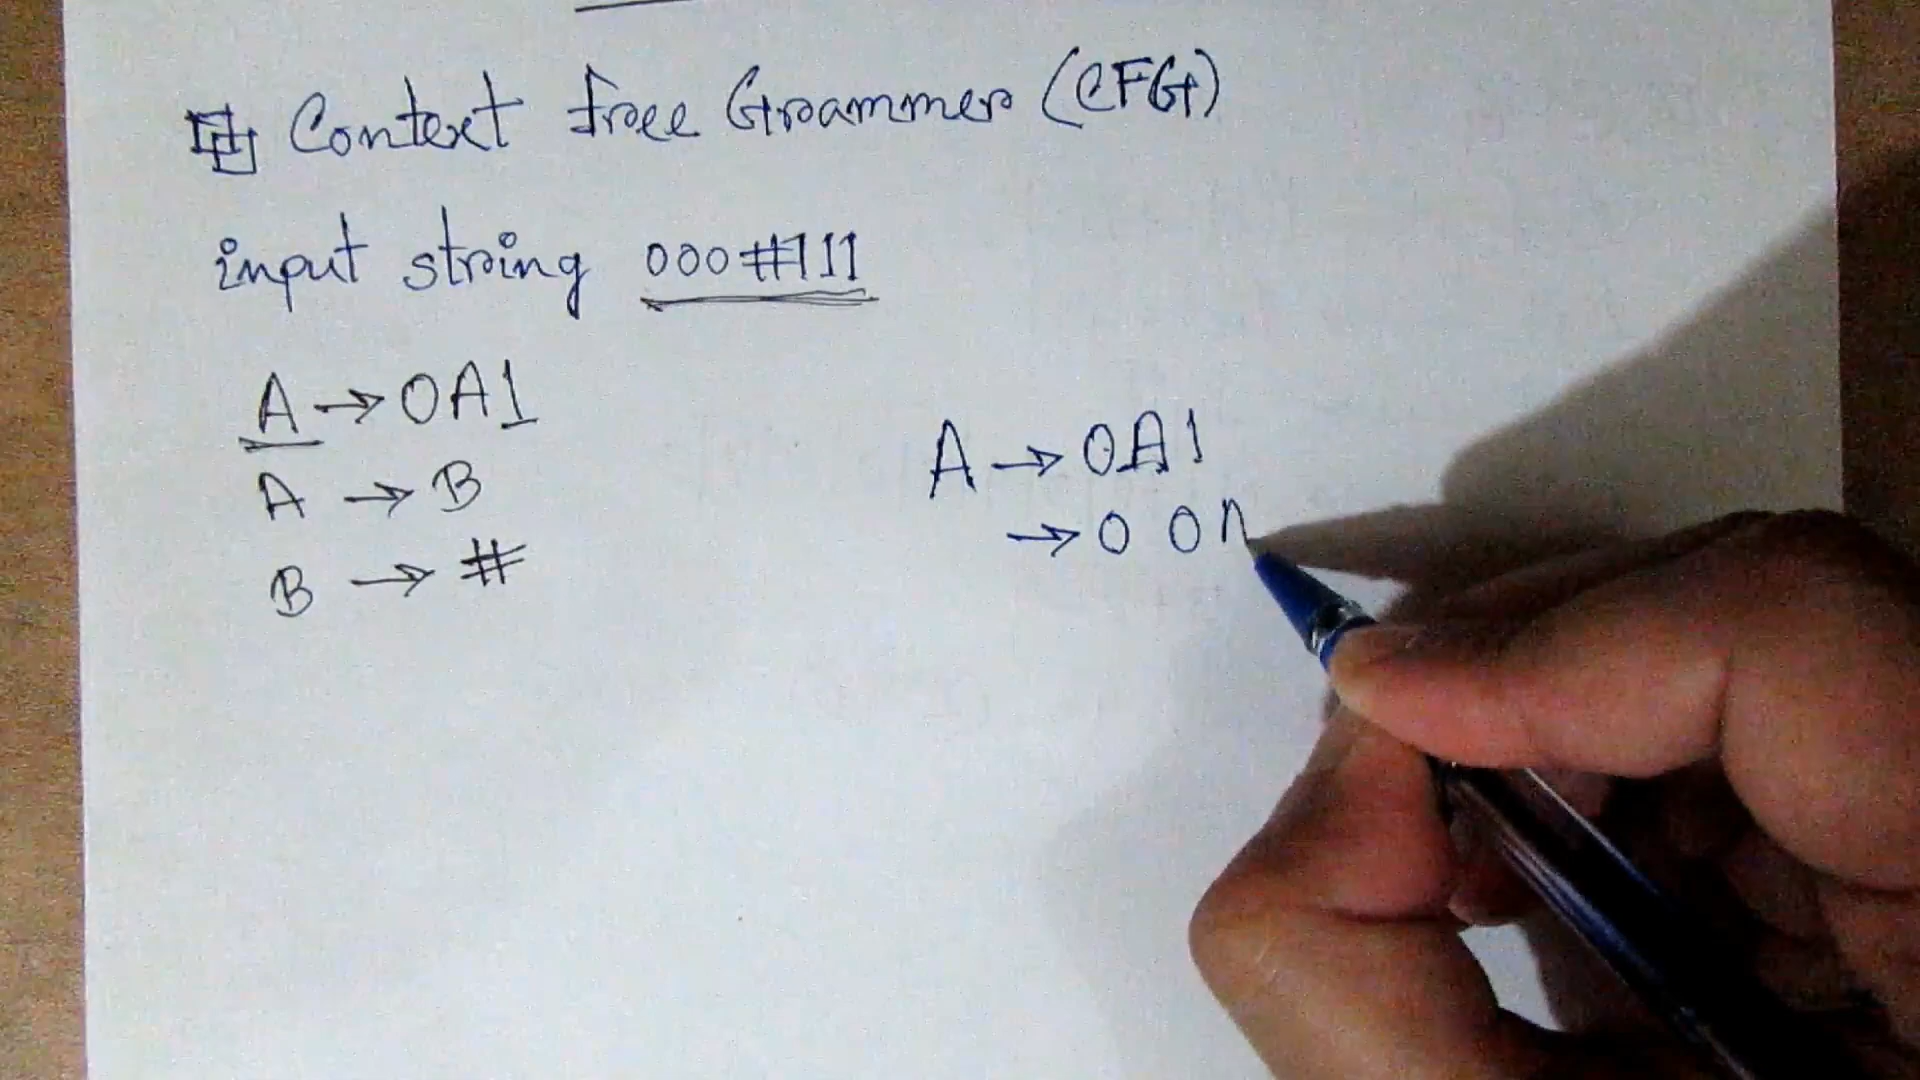 Context free Grammer (CFG)
input string 000#111
A → 0A1
A → B
B → #
A → 0A1
→ 0 0